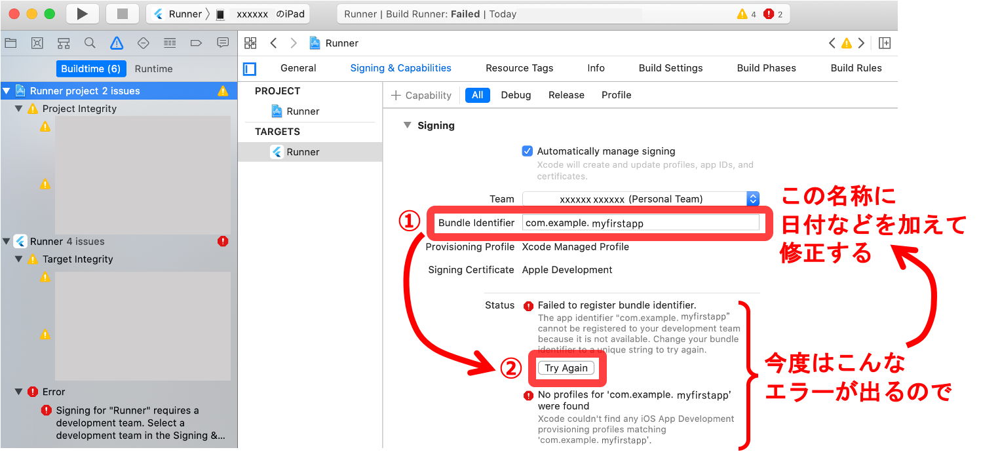 Runner 〉 xxxxxx のiPad
Runner | Build Runner: Failed | Today
4 2
Runner
Buildtime (6) Runtime
General Signing & Capabilities Resource Tags Info Build Settings Build Phases Build Rules
Runner project 2 issues
Project Integrity
Runner 4 issues
Target Integrity
Error
Signing for "Runner" requires a
development team. Select a
development team in the Signing &...
PROJECT
Runner
TARGETS
Runner
+ Capability All Debug Release Profile
Signing
Automatically manage signing
Xcode will create and update profiles, app IDs, and
certificates.
Team xxxxxx xxxxxx (Personal Team)
① Bundle Identifier com.example. myfirstapp
Provisioning Profile Xcode Managed Profile
Signing Certificate Apple Development
Status Failed to register bundle identifier.
The app identifier "com.example. myfirstapp"
cannot be registered to your development team
because it is not available. Change your bundle
identifier to a unique string to try again.
② Try Again
No profiles for 'com.example. myfirstapp'
were found
Xcode couldn't find any iOS App Development
provisioning profiles matching
'com.example. myfirstapp'.
この名称に
日付などを加えて
修正する
今度はこんな
エラーが出るので